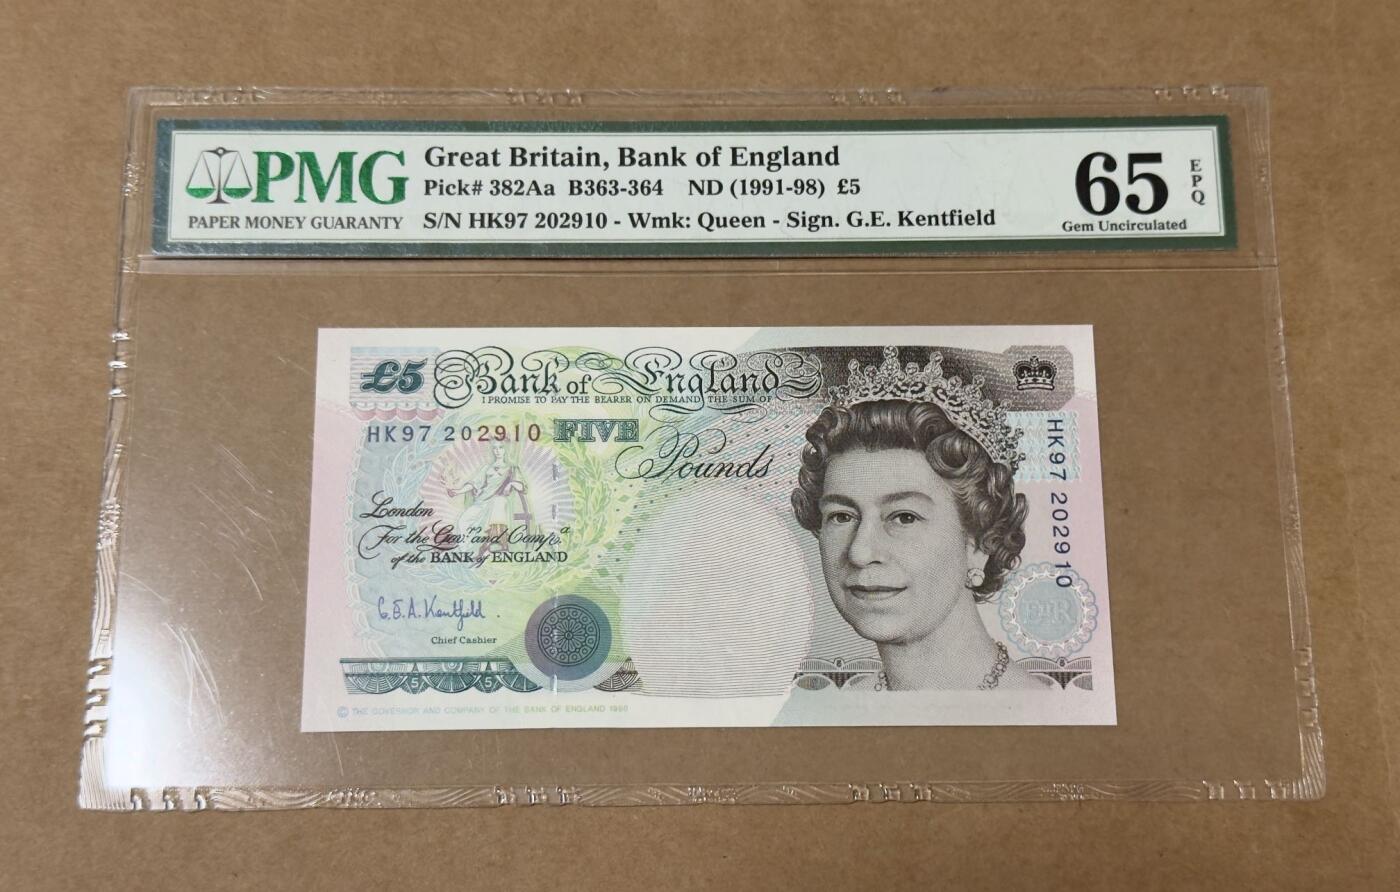 PMG
PAPER MONEY GUARANTY
Great Britain, Bank of England
Pick# 382Aa B363-364 ND (1991-98) £5
S/N HK97 202910 - Wmk: Queen - Sign. G.E. Kentfield
65
EPQ
Gem Uncirculated
£5
Bank of England
I PROMISE TO PAY THE BEARER ON DEMAND THE SUM OF
HK97 202910 FIVE
Pounds
HK97 202910
London
For the Govr. and Compa.
of the BANK of ENGLAND
G.E.A. Kentfield.
Chief Cashier
EIIR
5 5
© THE GOVERNOR AND COMPANY OF THE BANK OF ENGLAND 1990